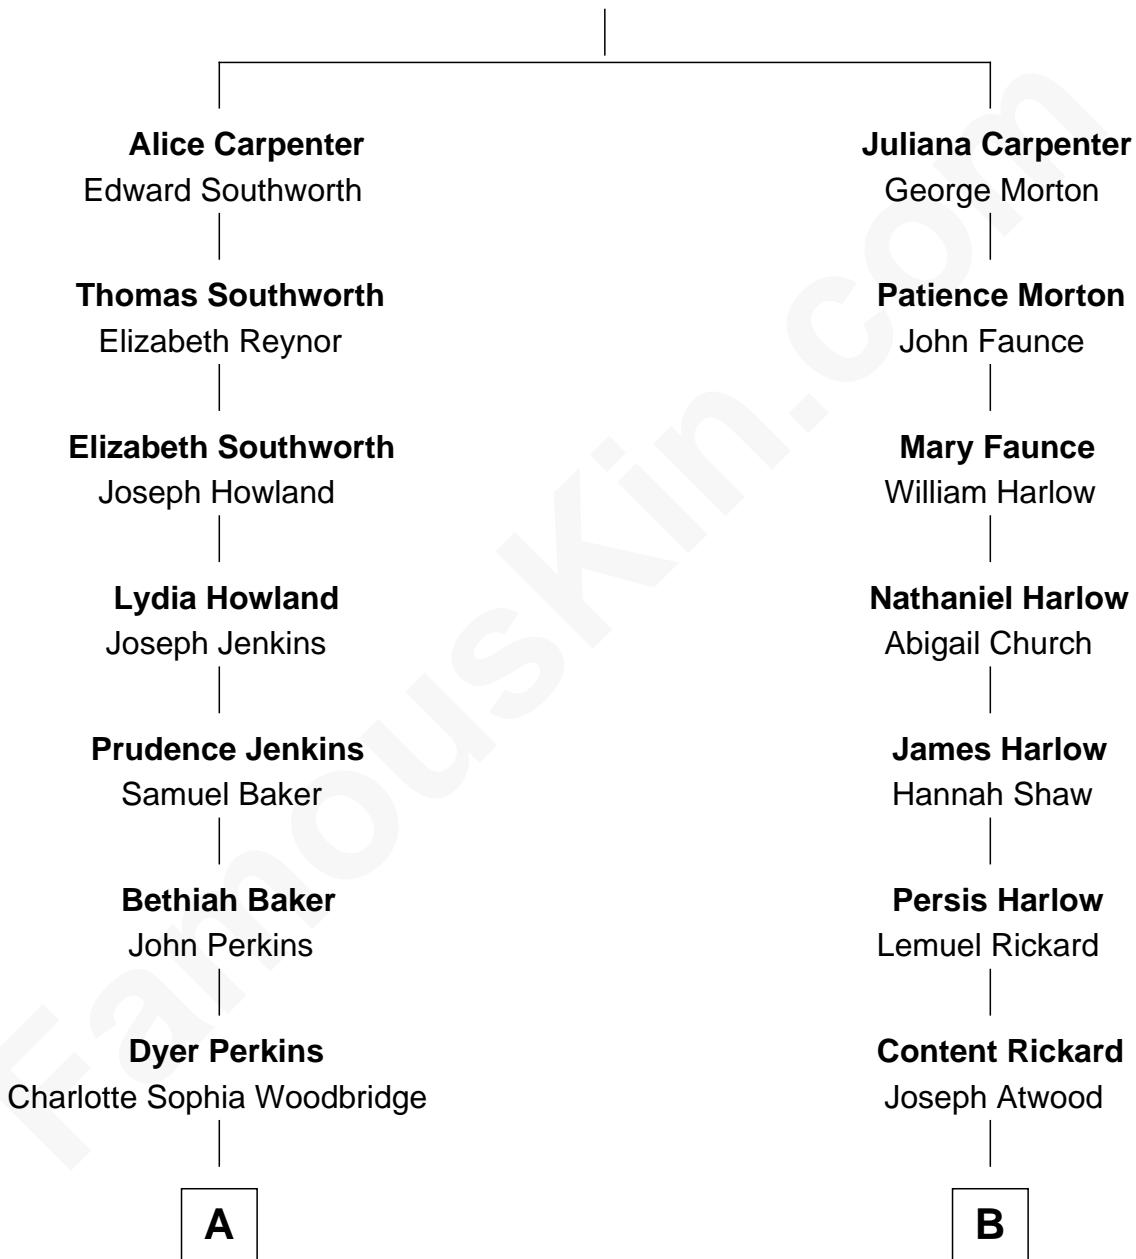 Alice Carpenter
Edward Southworth
Thomas Southworth
Elizabeth Reynor
Elizabeth Southworth
Joseph Howland
Lydia Howland
Joseph Jenkins
Prudence Jenkins
Samuel Baker
Bethiah Baker
John Perkins
Dyer Perkins
Charlotte Sophia Woodbridge
A
Juliana Carpenter
George Morton
Patience Morton
John Faunce
Mary Faunce
William Harlow
Nathaniel Harlow
Abigail Church
James Harlow
Hannah Shaw
Persis Harlow
Lemuel Rickard
Content Rickard
Joseph Atwood
B
FamousKin.com